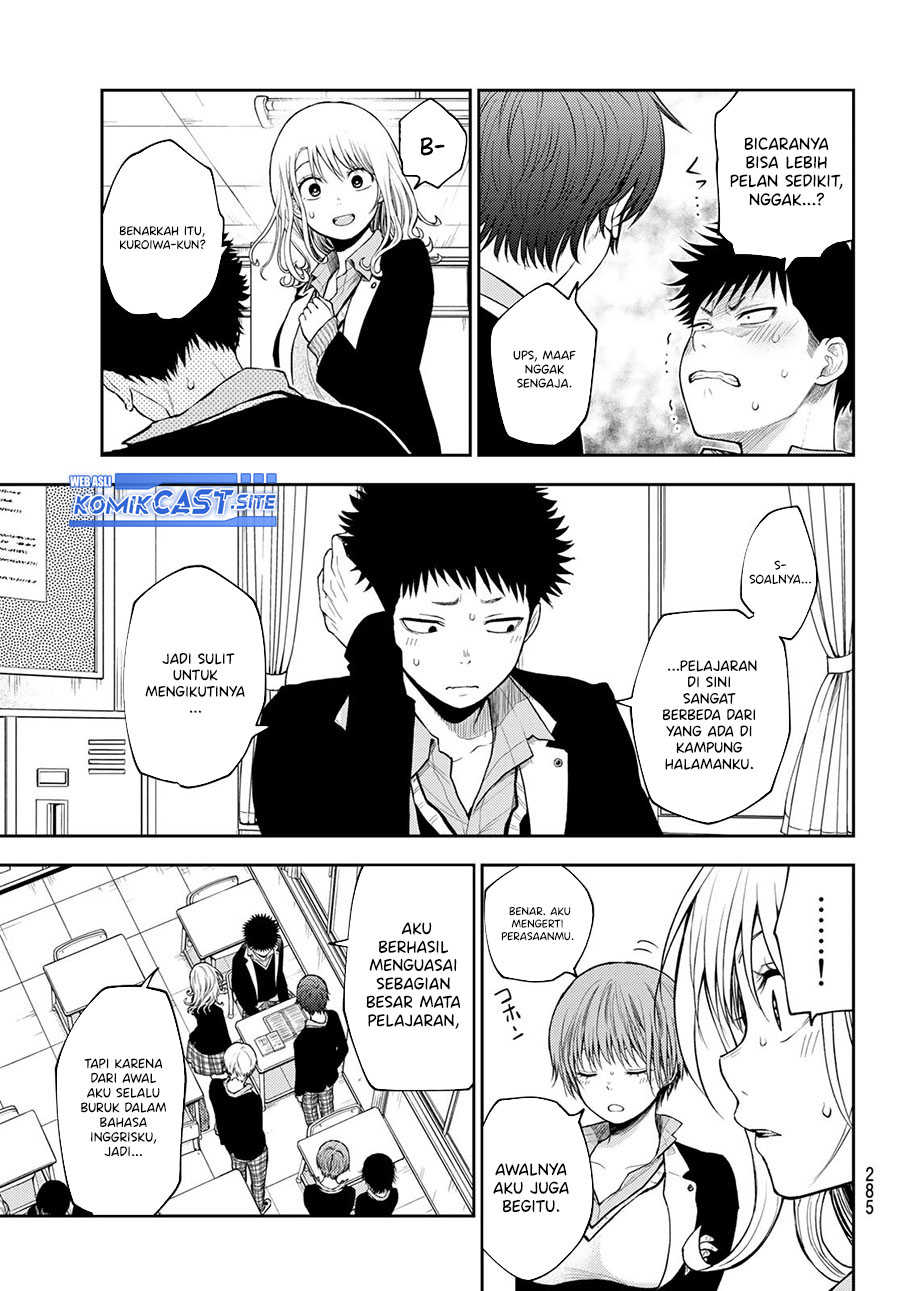 BICARANYA
BISA LEBIH
PELAN SEDIKIT,
NGGAK...?
UPS, MAAF
NGGAK
SENGAJA.
B-
BENARKAH ITU,
KUROIWA-KUN?
WEB ASLI
KOMIKCAST.SITE
S-
SOALNYA...
...PELAJARAN
DI SINI
SANGAT
BERBEDA DARI
YANG ADA DI
KAMPUNG
HALAMANKU.
JADI SULIT
UNTUK
MENGIKUTINYA
...
......!
BENAR. AKU
MENGERTI
PERASAANMU.
コホン
AWALNYA
AKU JUGA
BEGITU.
AKU
BERHASIL
MENGUASAI
SEBAGIAN
BESAR MATA
PELAJARAN,
TAPI KARENA
DARI AWAL
AKU SELALU
BURUK DALAM
BAHASA
INGGRISKU,
JADI,...
285